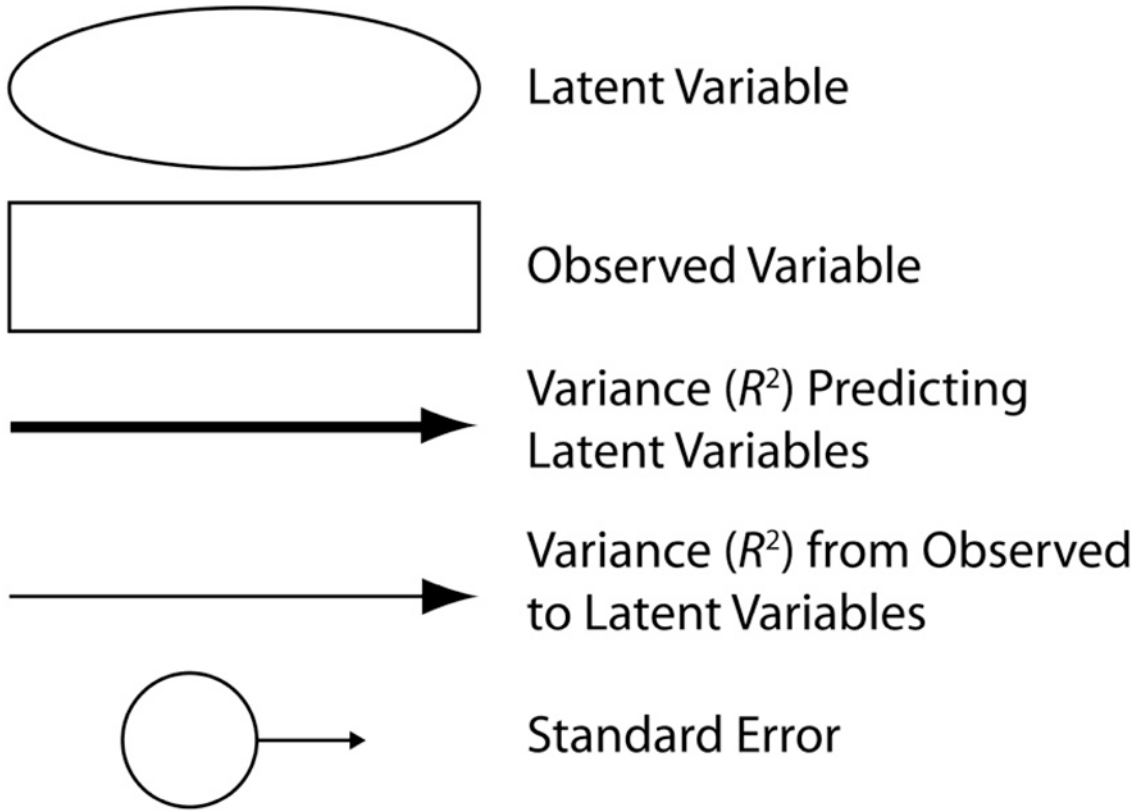 Latent Variable
Observed Variable
Variance (R²) Predicting
Latent Variables
Variance (R²) from Observed
to Latent Variables
Standard Error